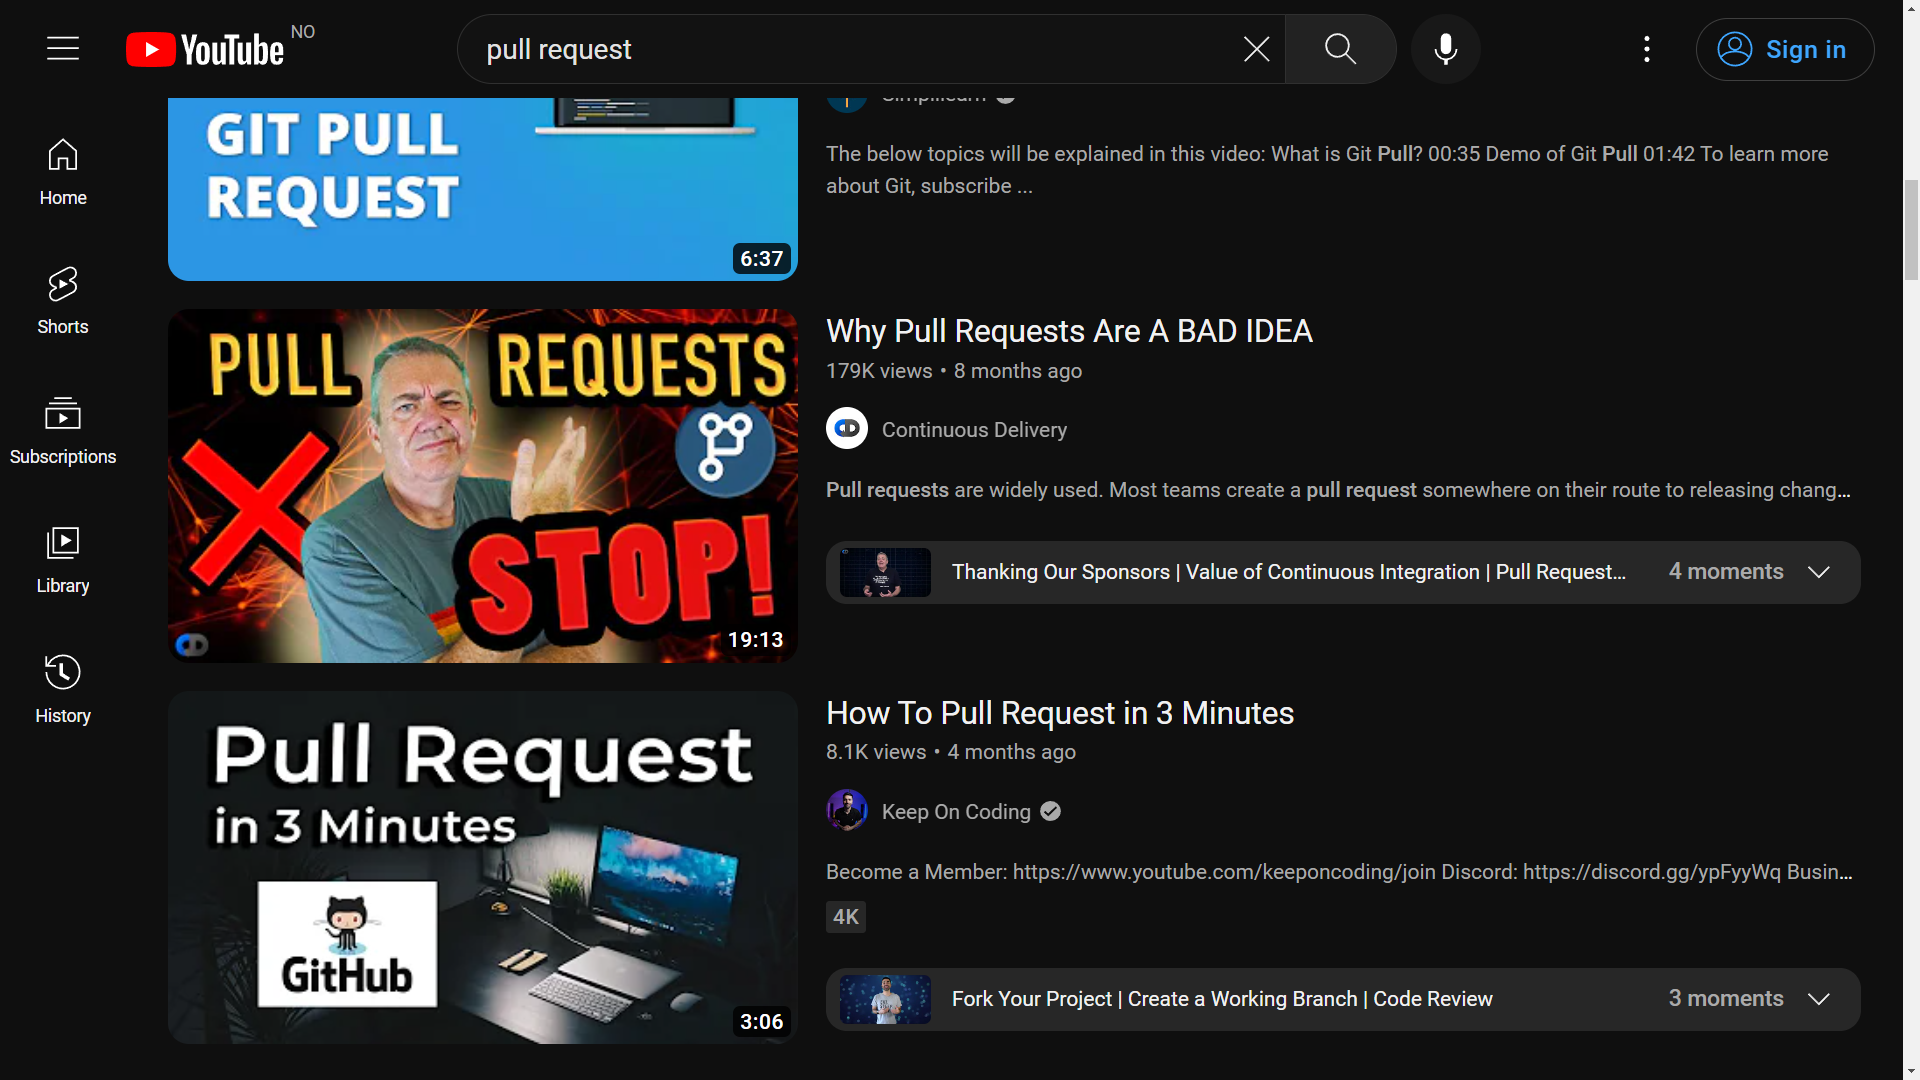 YouTube NO
pull request
Sign in
Home
Shorts
Subscriptions
Library
History
GIT PULL
REQUEST
6:37
Simplilearn
The below topics will be explained in this video: What is Git Pull? 00:35 Demo of Git Pull 01:42 To learn more
about Git, subscribe ...
PULL REQUESTS
STOP!
19:13
Why Pull Requests Are A BAD IDEA
179K views • 8 months ago
Continuous Delivery
Pull requests are widely used. Most teams create a pull request somewhere on their route to releasing chang...
Thanking Our Sponsors | Value of Continuous Integration | Pull Request...
4 moments
Pull Request
in 3 Minutes
GitHub
3:06
How To Pull Request in 3 Minutes
8.1K views • 4 months ago
Keep On Coding
Become a Member: https://www.youtube.com/keeponcoding/join Discord: https://discord.gg/ypFyyWq Busin...
4K
Fork Your Project | Create a Working Branch | Code Review
3 moments